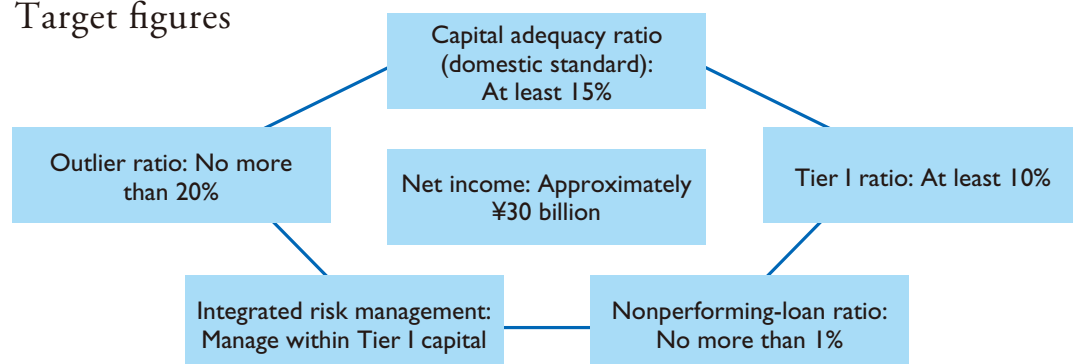 Target figures
Capital adequacy ratio
(domestic standard):
At least 15%
Outlier ratio: No more
than 20%
Net income: Approximately
¥30 billion
Tier I ratio: At least 10%
Integrated risk management:
Manage within Tier I capital
Nonperforming-loan ratio:
No more than 1%